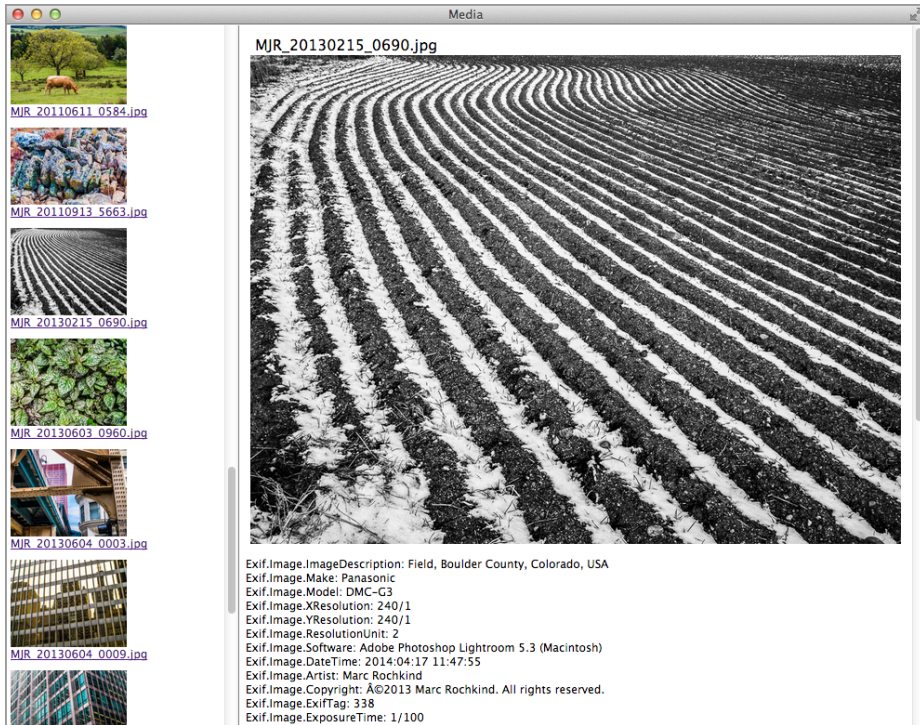 Media
MJR_20110611_0584.jpg
MJR_20110913_5663.jpg
MJR_20130215_0690.jpg
MJR_20130603_0960.jpg
MJR_20130604_0003.jpg
MJR_20130604_0009.jpg
MJR_20130215_0690.jpg
Exif.Image.ImageDescription: Field, Boulder County, Colorado, USA
Exif.Image.Make: Panasonic
Exif.Image.Model: DMC-G3
Exif.Image.XResolution: 240/1
Exif.Image.YResolution: 240/1
Exif.Image.ResolutionUnit: 2
Exif.Image.Software: Adobe Photoshop Lightroom 5.3 (Macintosh)
Exif.Image.DateTime: 2014:04:17 11:47:55
Exif.Image.Artist: Marc Rochkind
Exif.Image.Copyright: Â©2013 Marc Rochkind. All rights reserved.
Exif.Image.ExifTag: 338
Exif.Image.ExposureTime: 1/100